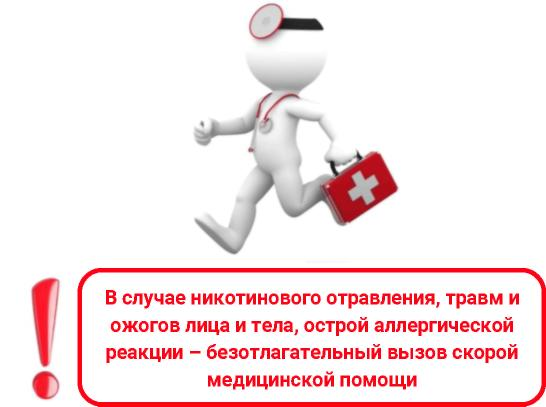 В случае никотинового отравления, травм и
ожогов лица и тела, острой аллергической
реакции – безотлагательный вызов скорой
медицинской помощи